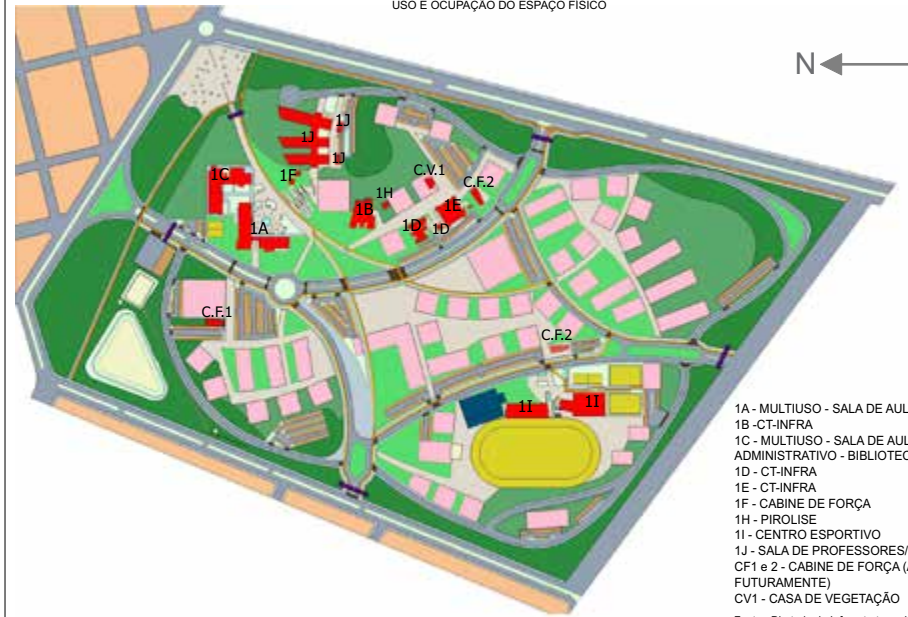 USO E OCUPAÇÃO DO ESPAÇO FÍSICO
N
1J
1J
1J
1F
1C
C.V.1
C.F.2
1H
1B
1E
1D
1D
1A
C.F.1
C.F.2
1I
1I
1A - MULTIUSO - SALA DE AUL
1B -CT-INFRA
1C - MULTIUSO - SALA DE AUL
ADMINISTRATIVO - BIBLIOTEC
1D - CT-INFRA
1E - CT-INFRA
1F - CABINE DE FORÇA
1H - PIROLISE
1I - CENTRO ESPORTIVO
1J - SALA DE PROFESSORES/
CF1 e 2 - CABINE DE FORÇA (
FUTURAMENTE)
CV1 - CASA DE VEGETAÇÃO